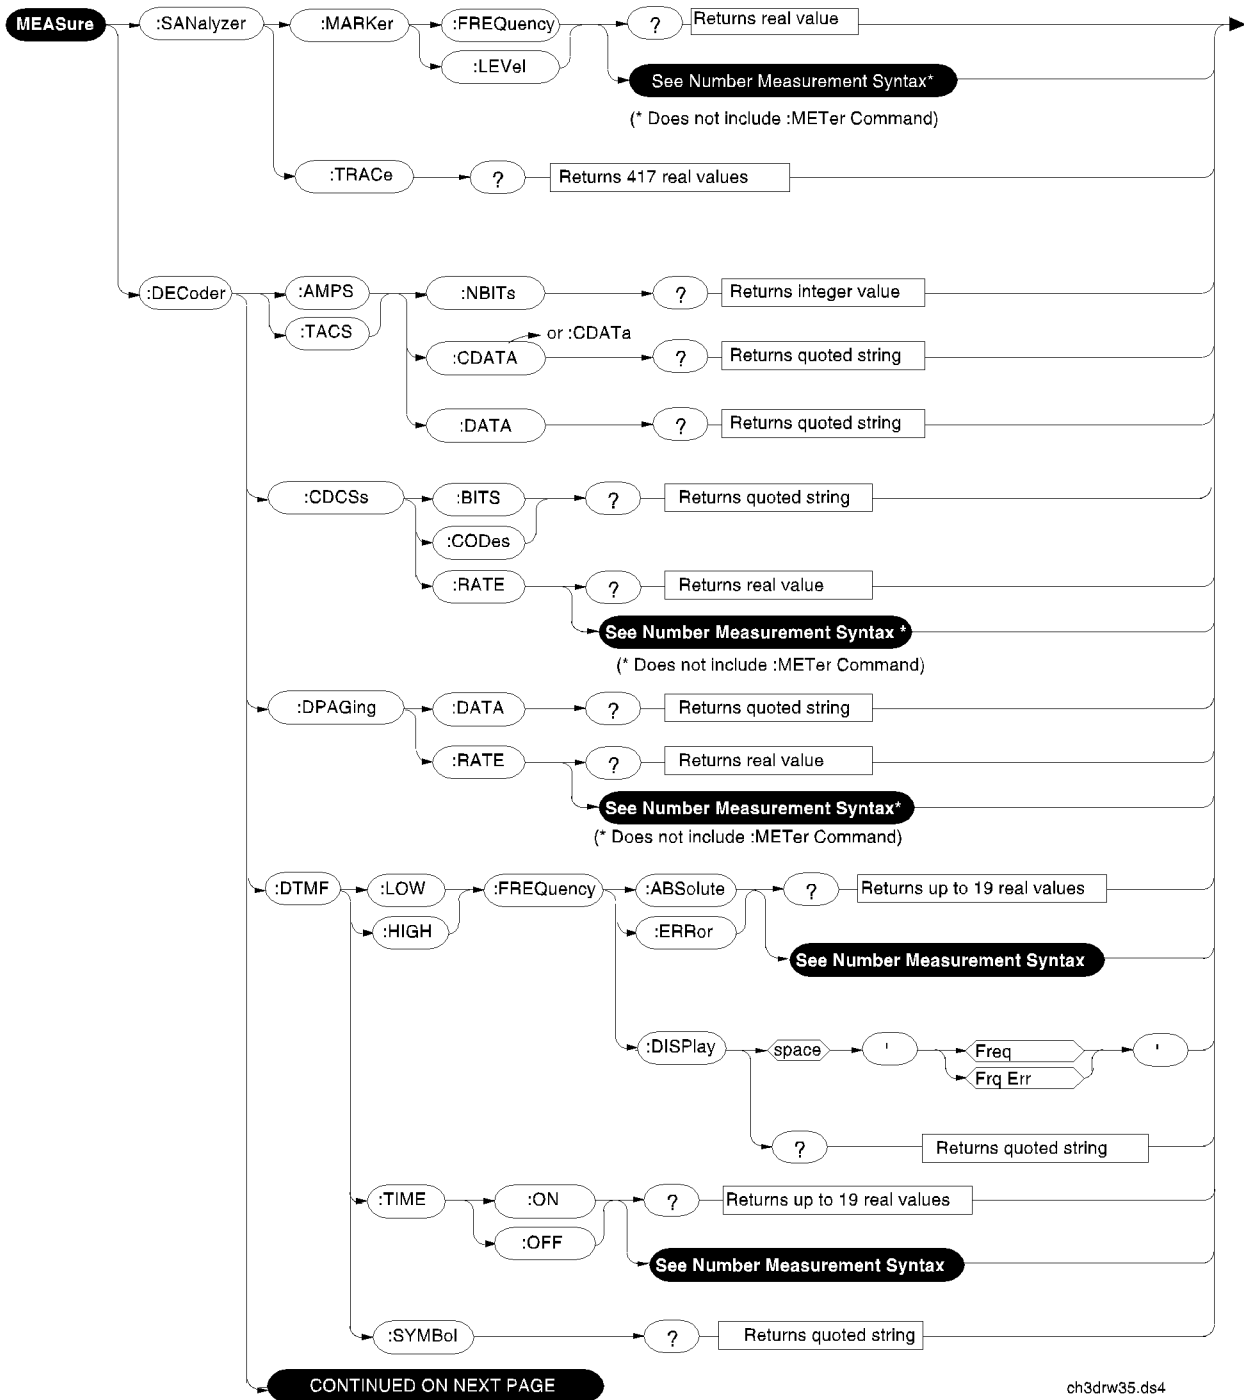 MEASure :SANalyzer :MARKer :FREQuency ? Returns real value
:LEVel
See Number Measurement Syntax*
(* Does not include :METer Command)
:TRACe ? Returns 417 real values
:DECoder :AMPS :NBITs ? Returns integer value
:TACS
or :CDATa
:CDATA ? Returns quoted string
:DATA ? Returns quoted string
:CDCSs :BITS ? Returns quoted string
:CODes
:RATE ? Returns real value
See Number Measurement Syntax *
(* Does not include :METer Command)
:DPAGing :DATA ? Returns quoted string
:RATE ? Returns real value
See Number Measurement Syntax*
(* Does not include :METer Command)
:DTMF :LOW :FREQuency :ABSolute ? Returns up to 19 real values
:HIGH :ERRor
See Number Measurement Syntax
:DISPlay space ' Freq '
Frq Err
? Returns quoted string
:TIME :ON ? Returns up to 19 real values
:OFF
See Number Measurement Syntax
:SYMBol ? Returns quoted string
CONTINUED ON NEXT PAGE
ch3drw35.ds4